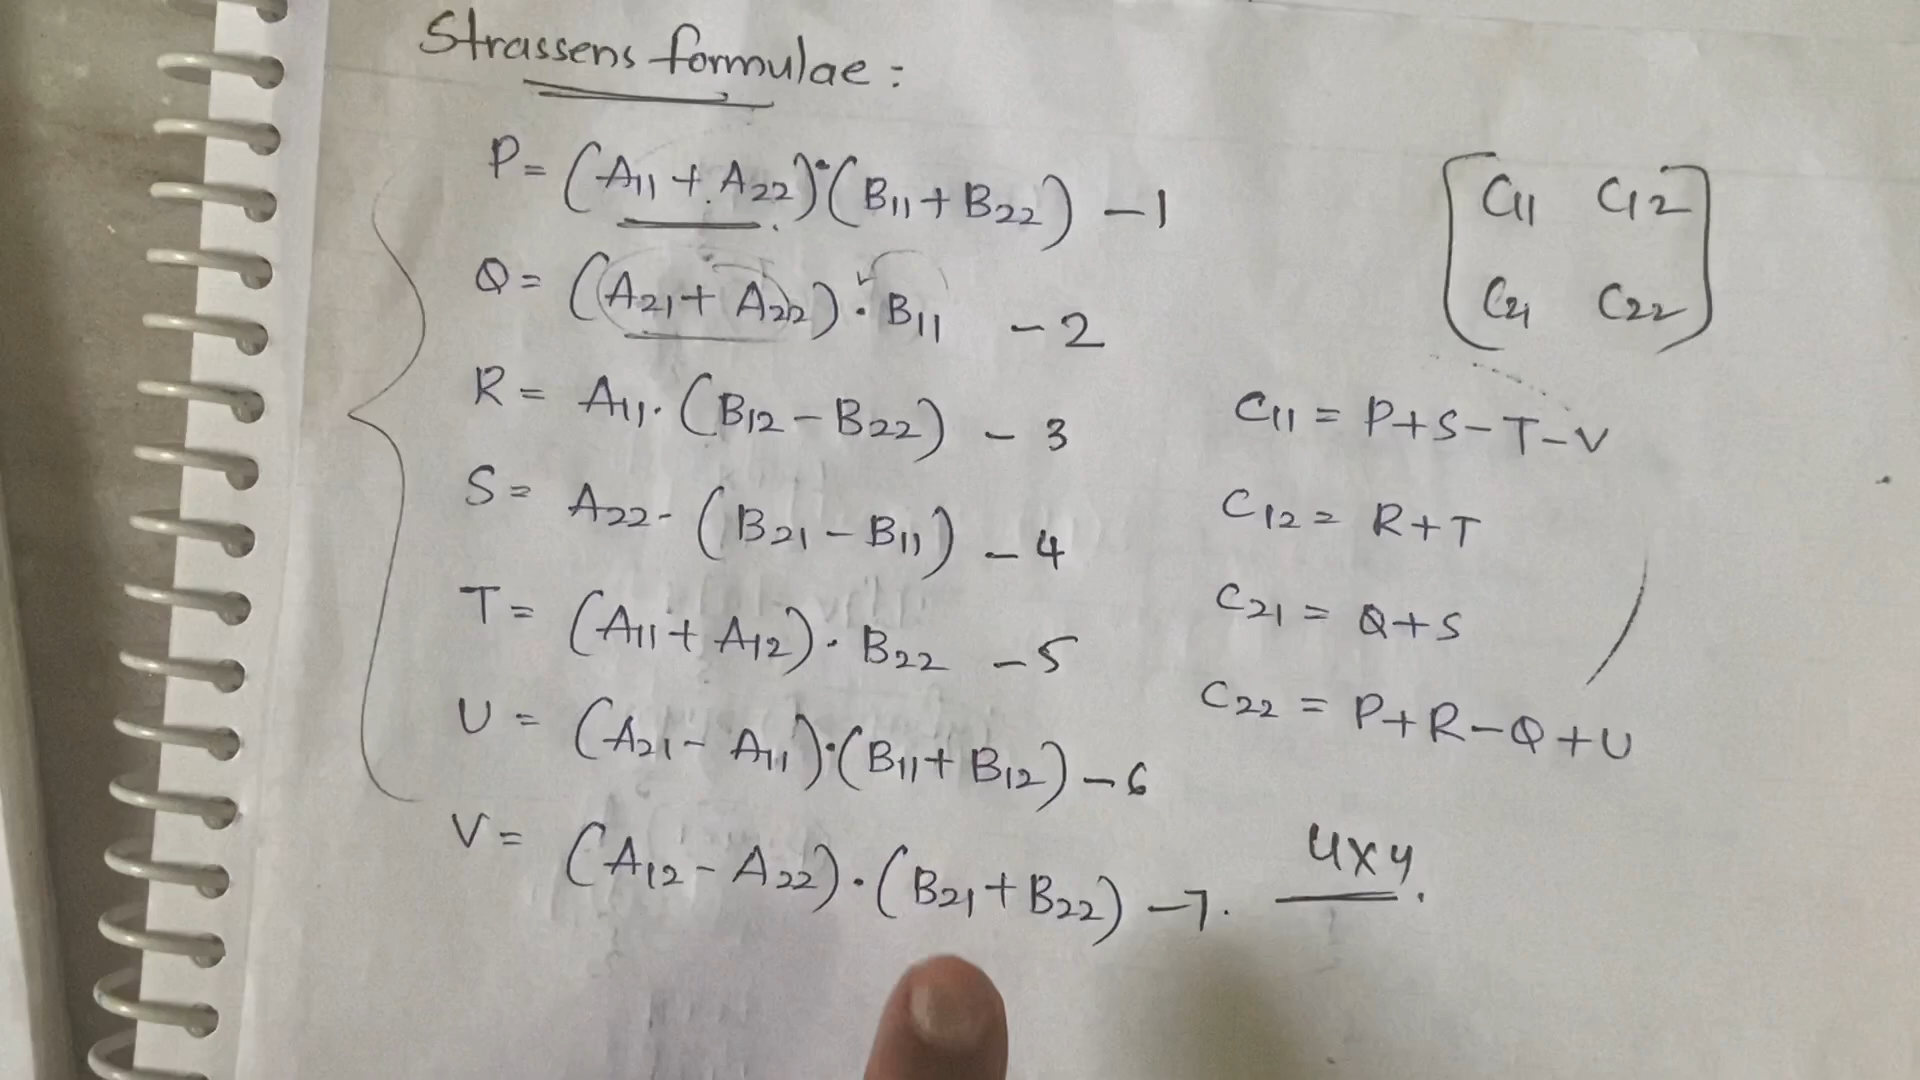 Strassens formulae:
P = (A11 + A22)·(B11 + B22) - 1
Q = (A21 + A22)·B11 - 2
R = A11·(B12 - B22) - 3
S = A22-(B21 - B11) - 4
T = (A11 + A12)·B22 - 5
U = (A21 - A11)·(B11 + B12) - 6
V = (A12 - A22)·(B21 + B22) - 7.
C11 C12
C21 C22
C11 = P+S-T-V
C12 = R+T
C21 = Q+S
C22 = P+R-Q+U
4x4.